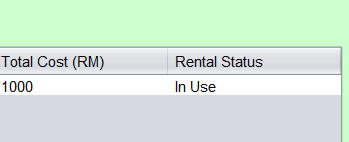 Total Cost (RM) Rental Status
1000 In Use